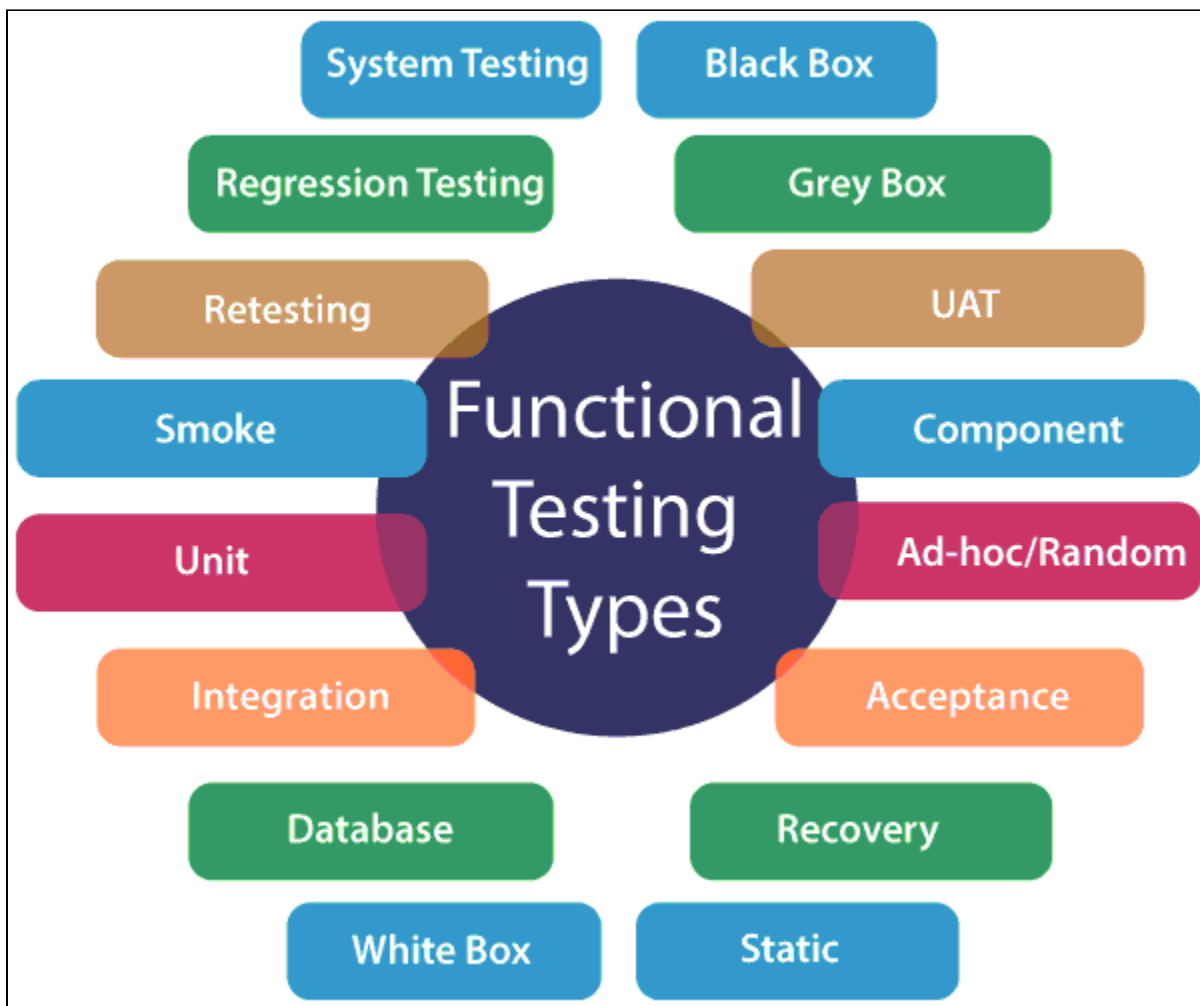 System Testing
Black Box
Regression Testing
Grey Box
Retesting
UAT
Functional
Testing
Types
Smoke
Component
Unit
Ad-hoc/Random
Integration
Acceptance
Database
Recovery
White Box
Static